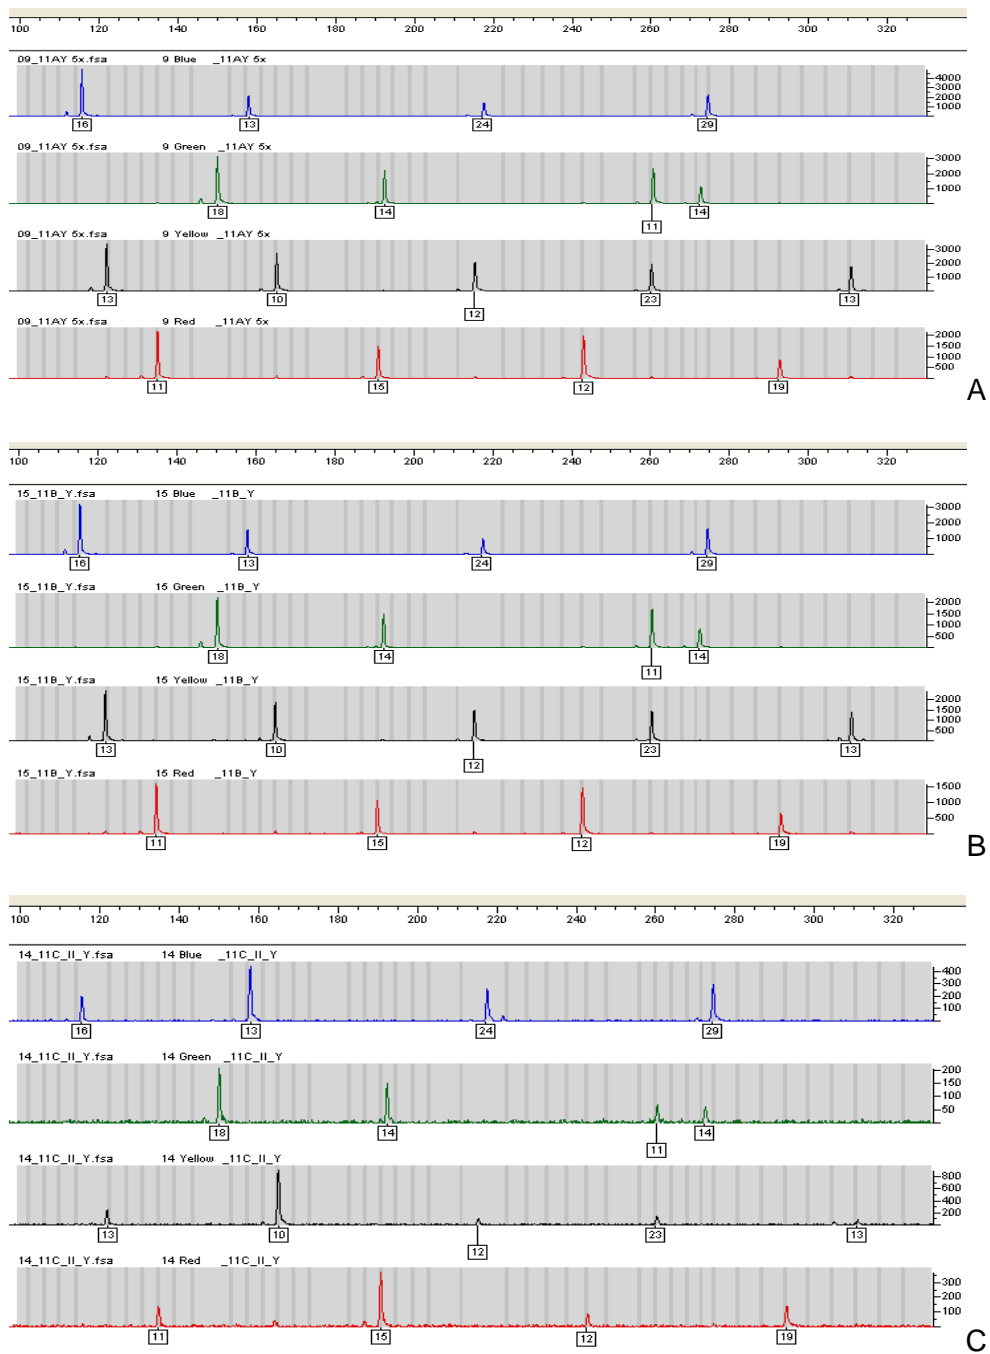 100 120 140 160 180 200 220 240 260 280 300 320
09_11AY 5x.fsa 9 Blue _11AY 5x
4000
3000
2000
1000
16 13 24 29
09_11AY 5x.fsa 9 Green _11AY 5x
3000
2000
1000
18 14 11 14
09_11AY 5x.fsa 9 Yellow _11AY 5x
3000
2000
1000
13 10 12 23 13
09_11AY 5x.fsa 9 Red _11AY 5x
2000
1500
1000
500
11 15 12 19
A
100 120 140 160 180 200 220 240 260 280 300 320
15_11B_Y.fsa 15 Blue _11B_Y
3000
2000
1000
16 13 24 29
15_11B_Y.fsa 15 Green _11B_Y
2000
1500
1000
500
18 14 11 14
15_11B_Y.fsa 15 Yellow _11B_Y
2000
1500
1000
500
13 10 12 23 13
15_11B_Y.fsa 15 Red _11B_Y
1500
1000
500
11 15 12 19
B
100 120 140 160 180 200 220 240 260 280 300 320
14_11C_II_Y.fsa 14 Blue _11C_II_Y
400
300
200
100
16 13 24 29
14_11C_II_Y.fsa 14 Green _11C_II_Y
200
150
100
50
18 14 11 14
14_11C_II_Y.fsa 14 Yellow _11C_II_Y
800
600
400
200
13 10 12 23 13
14_11C_II_Y.fsa 14 Red _11C_II_Y
300
200
100
11 15 12 19
C